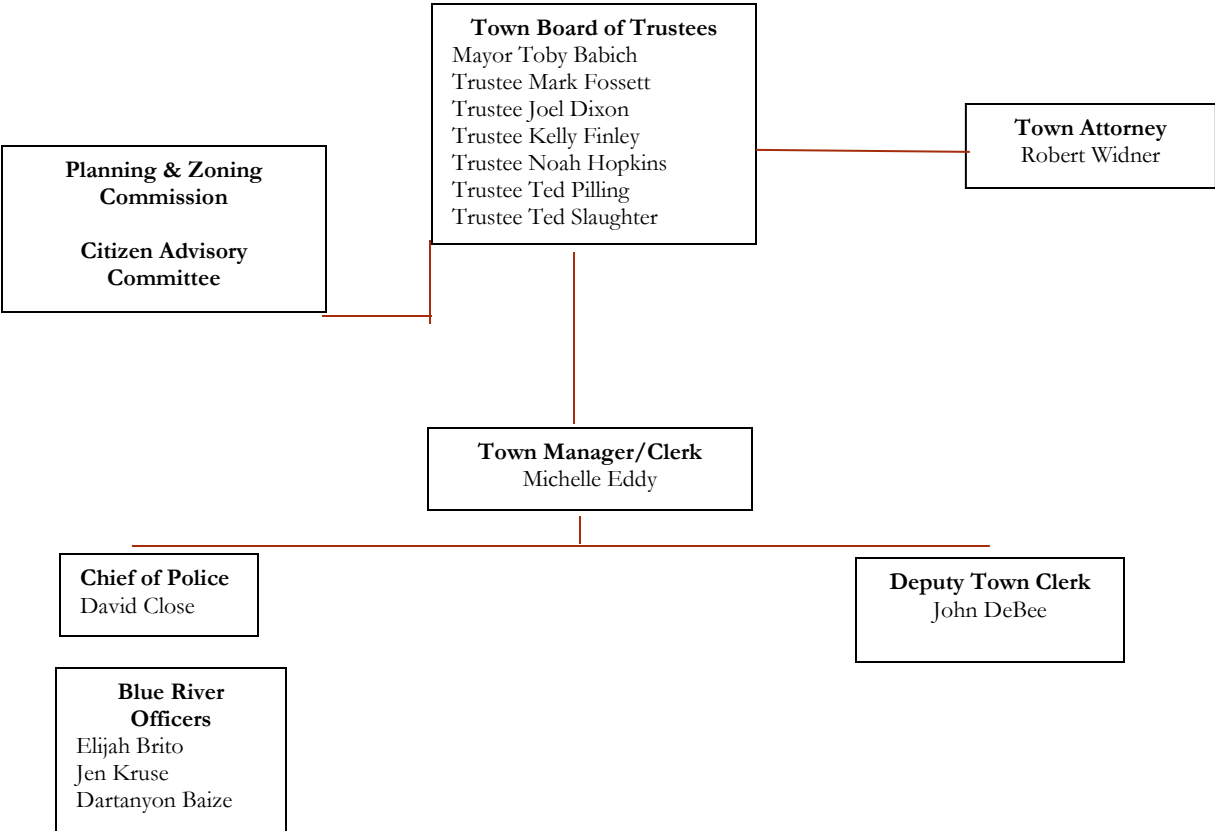 Town Board of Trustees
Mayor Toby Babich
Trustee Mark Fossett
Trustee Joel Dixon
Trustee Kelly Finley
Trustee Noah Hopkins
Trustee Ted Pilling
Trustee Ted Slaughter
Town Attorney
Robert Widner
Planning & Zoning
Commission
Citizen Advisory
Committee
Town Manager/Clerk
Michelle Eddy
Chief of Police
David Close
Deputy Town Clerk
John DeBee
Blue River
Officers
Elijah Brito
Jen Kruse
Dartanyon Baize